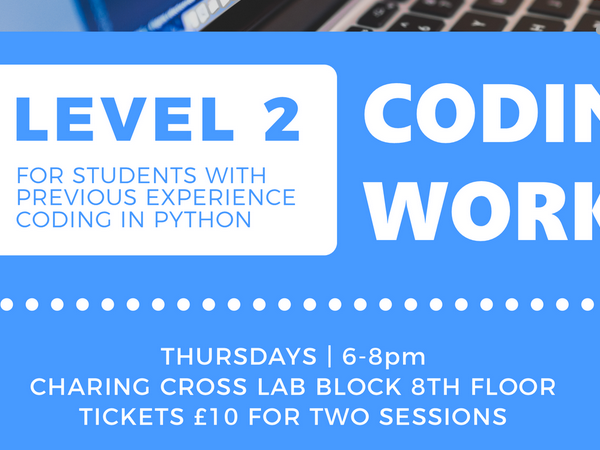 LEVEL 2
FOR STUDENTS WITH
PREVIOUS EXPERIENCE
CODING IN PYTHON
CODIN
WORK
THURSDAYS | 6-8pm
CHARING CROSS LAB BLOCK 8TH FLOOR
TICKETS £10 FOR TWO SESSIONS